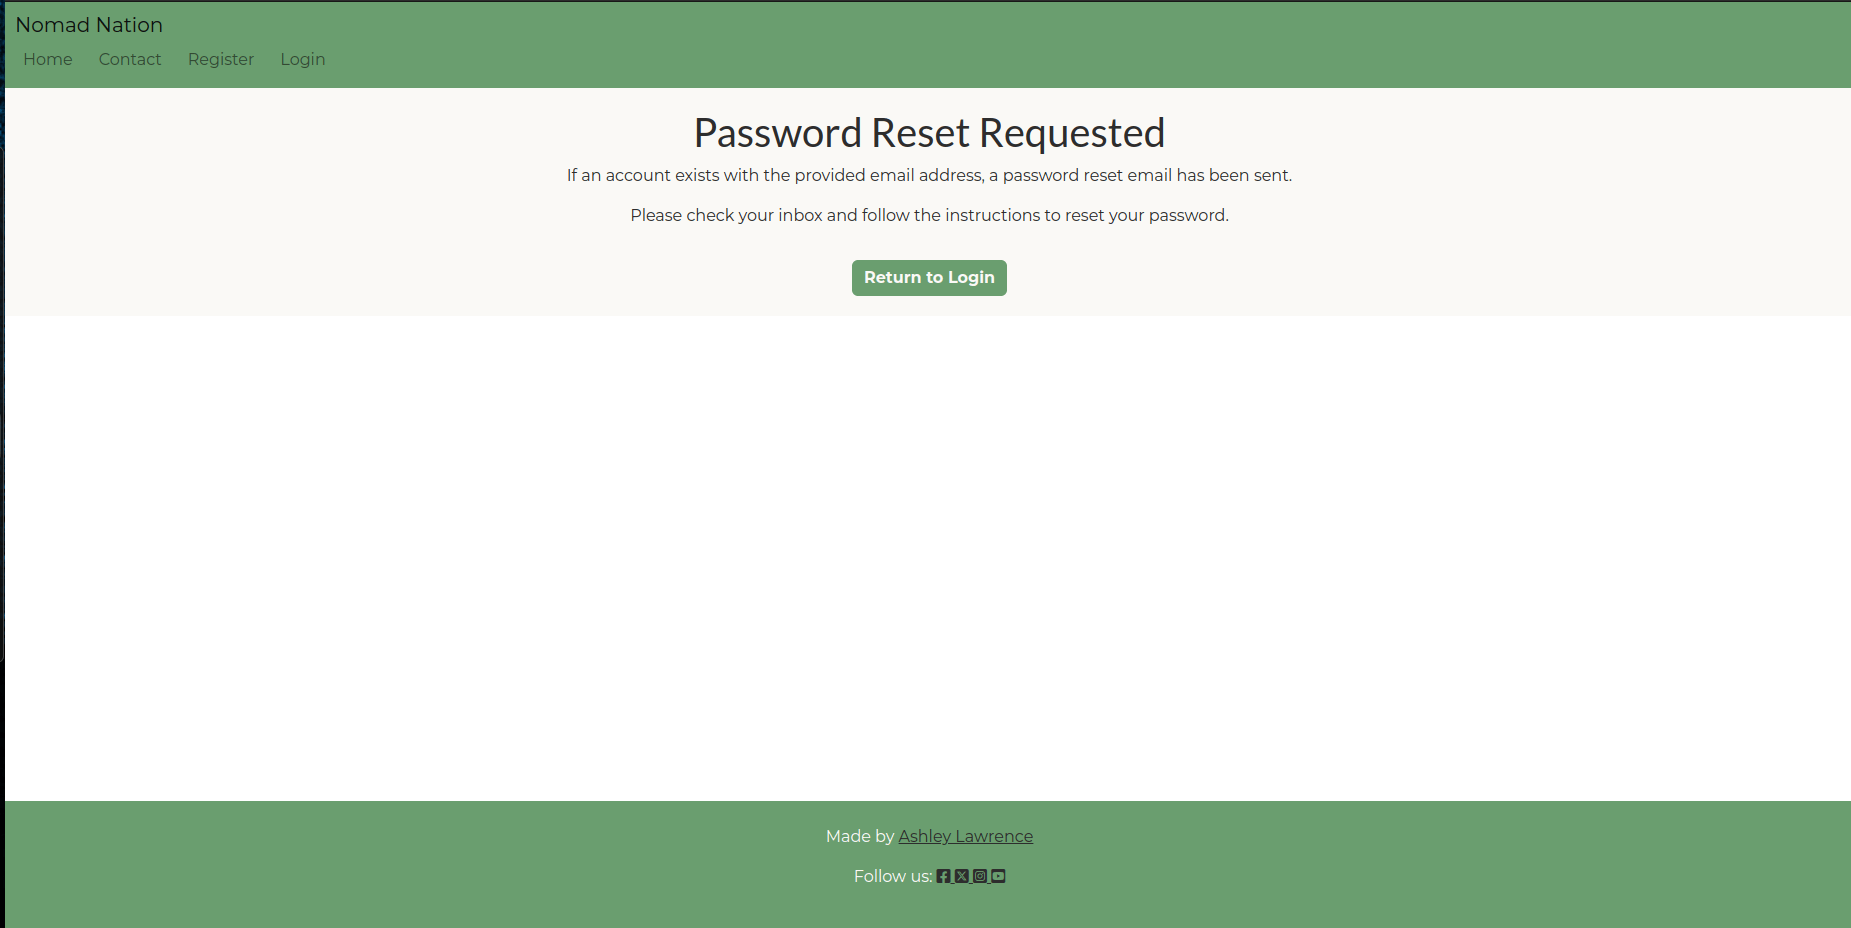 Nomad Nation
Home Contact Register Login
Password Reset Requested
If an account exists with the provided email address, a password reset email has been sent.
Please check your inbox and follow the instructions to reset your password.
Return to Login
Made by Ashley Lawrence
Follow us: